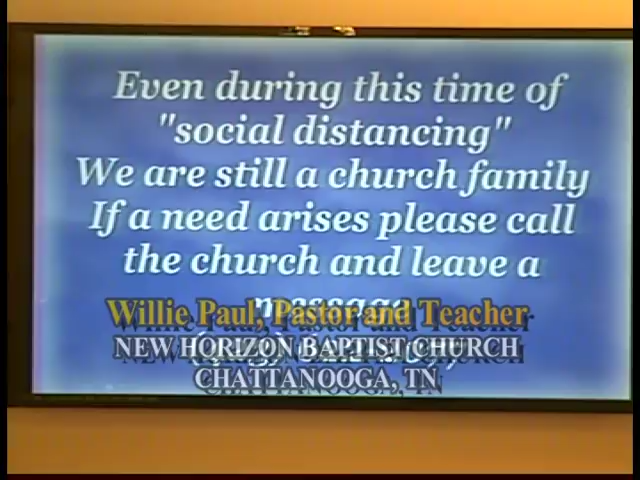 Even during this time of
"social distancing"
We are still a church family
If a need arises please call
the church and leave a
message
Willie Paul, Pastor and Teacher
NEW HORIZON BAPTIST CHURCH
CHATTANOOGA, TN